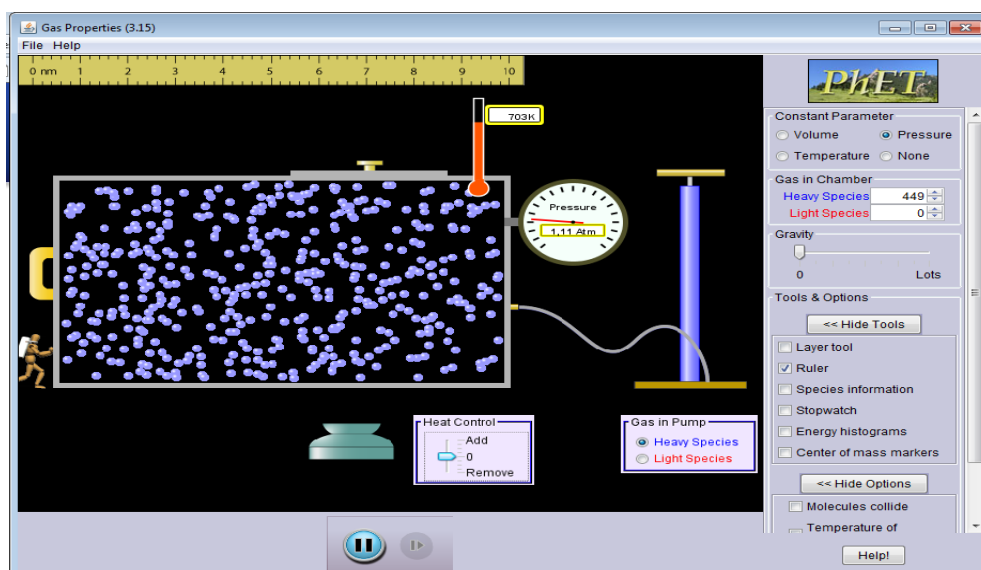 Gas Properties (3.15)
File Help
0 nm 1 2 3 4 5 6 7 8 9 10
703K
Pressure
1,11 Atm
Heat Control
Add
0
Remove
Gas in Pump
Heavy Species
Light Species
PhET
Constant Parameter
Volume Pressure
Temperature None
Gas in Chamber
Heavy Species 449
Light Species 0
Gravity
0 Lots
Tools & Options
<< Hide Tools
Layer tool
Ruler
Species information
Stopwatch
Energy histograms
Center of mass markers
<< Hide Options
Molecules collide
Temperature of
Help!